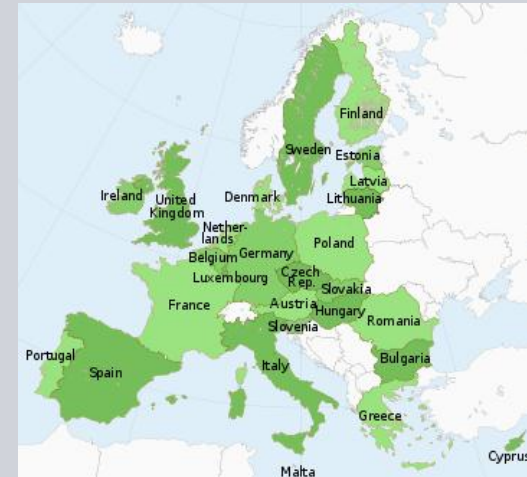 Finland
Sweden
Estonia
Latvia
Lithuania
Ireland
United
Kingdom
Denmark
Nether-
lands
Belgium
Germany
Poland
Luxembourg
Czech
Rep.
Slovakia
France
Austria
Hungary
Slovenia
Romania
Portugal
Spain
Italy
Bulgaria
Greece
Cyprus
Malta